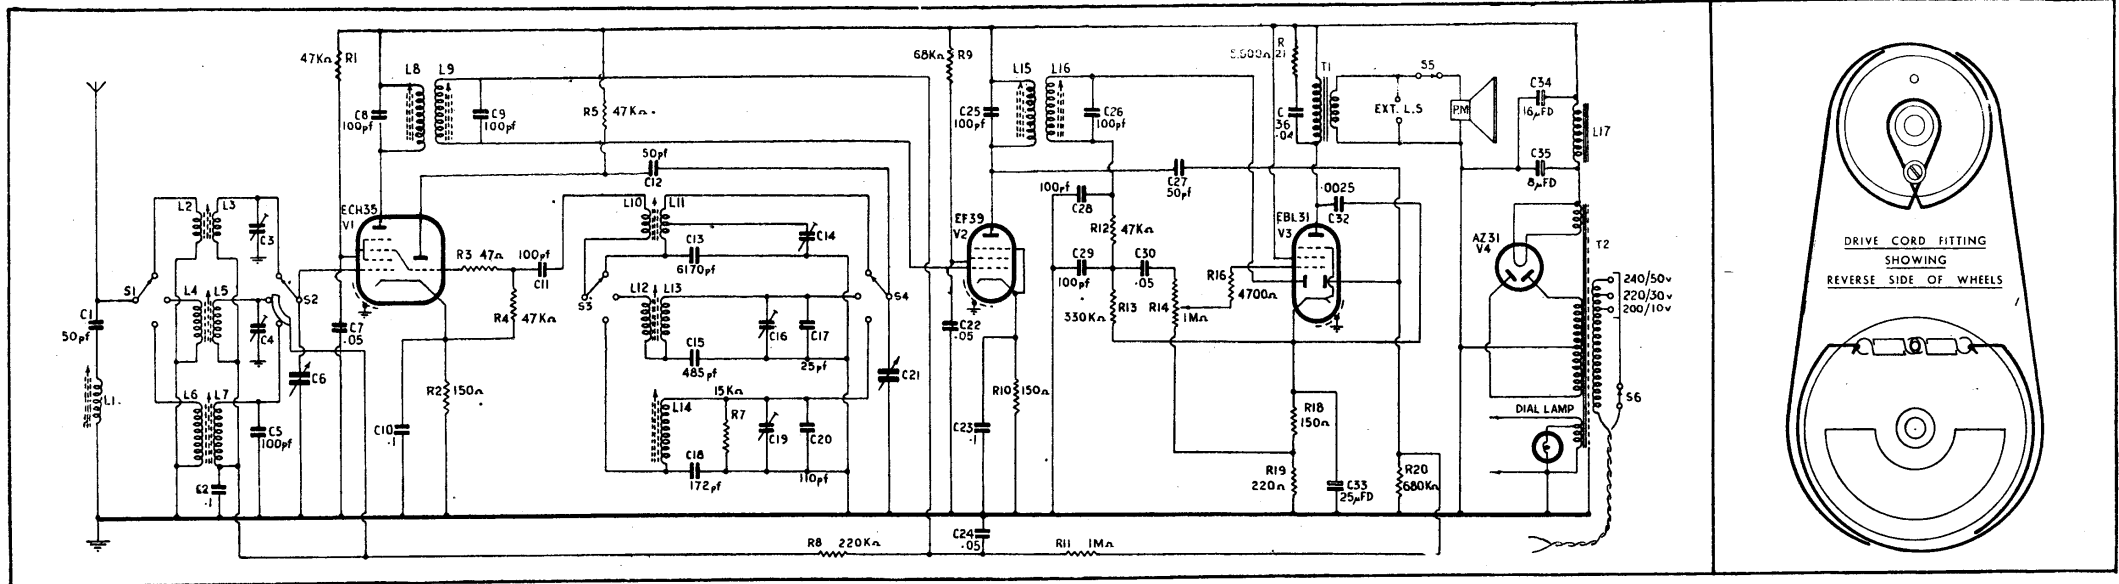 47KΩ R1
L8 L9
C8
100pf
C9
100pf
R5 47KΩ
50pf
C12
68KΩ R9
L15 L16
C25
100pf
C26
100pf
R
21
T1
S5
EXT. L.S
P.M
C34
16µFD
L17
C35
8µFD
C
36
C27
50pf
.0025
C32
ECH35
V1
L2 L3
C3
R3 47Ω
100pf
C11
L10 L11
C13
6170pf
C14
100pf
C28
R12 47KΩ
EF39
V2
EBL31
V3
AZ31
V4
T2
240/50v
220/30v
200/10v
S1
L4 L5
S2
C4
C1
50pf
L1
C7
.05
C6
R4 47KΩ
S3
L12 L13
C16
C17
25pf
C15
485pf
S4
C21
C29
100pf
C30
.05
R13
330KΩ
R14
1MΩ
R16
4700Ω
C22
.05
L6 L7
C5
100pf
R2 150Ω
C10
.1
L14
15KΩ
R7
C19
C20
110pf
C18
172pf
R10 150Ω
C23
.1
R18
150Ω
R19
220Ω
C33
25µFD
R20
680KΩ
DIAL LAMP
S6
C2
.1
C24
.05
R8 220KΩ
R11 1MΩ
DRIVE CORD FITTING
SHOWING
REVERSE SIDE OF WHEELS